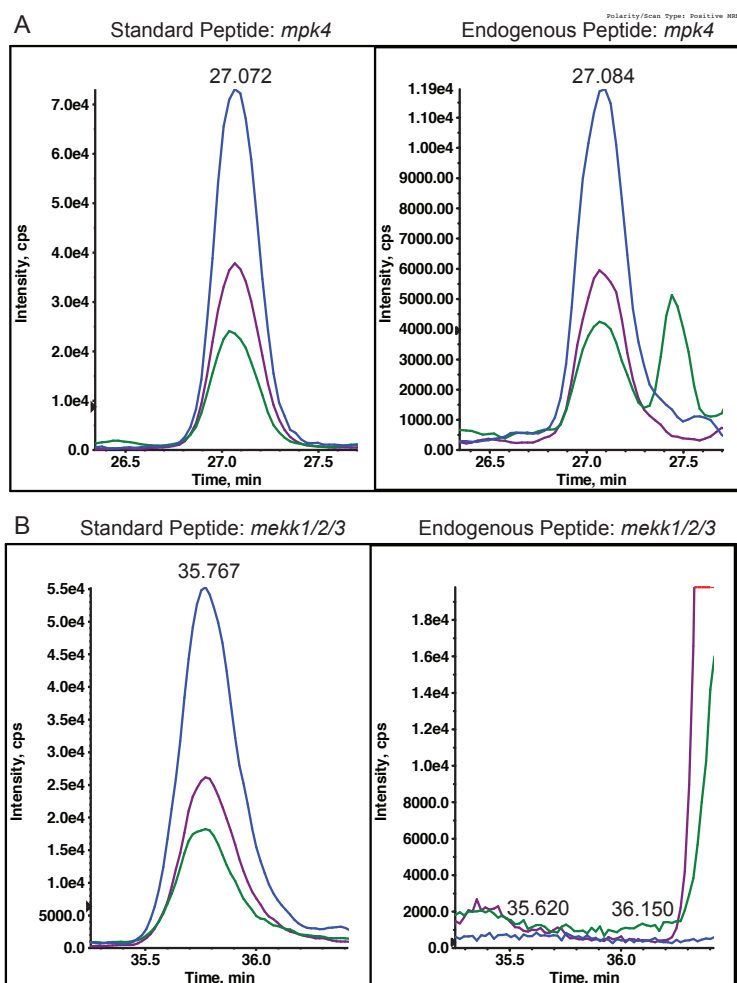 Polarity/Scan Type: Positive MRM
A
Standard Peptide: mpk4
Endogenous Peptide: mpk4
27.072
7.0e4
6.0e4
5.0e4
4.0e4
3.0e4
2.0e4
1.0e4
0.0
Intensity, cps
26.5
27.0
27.5
Time, min
27.084
1.19e4
1.10e4
1.00e4
9000.00
8000.00
7000.00
6000.00
5000.00
4000.00
3000.00
2000.00
1000.00
0.00
Intensity, cps
26.5
27.0
27.5
Time, min
B
Standard Peptide: mekk1/2/3
Endogenous Peptide: mekk1/2/3
35.767
5.5e4
5.0e4
4.5e4
4.0e4
3.5e4
3.0e4
2.5e4
2.0e4
1.5e4
1.0e4
5000.0
0.0
Intensity, cps
35.5
36.0
Time, min
1.8e4
1.6e4
1.4e4
1.2e4
1.0e4
8000.0
6000.0
4000.0
2000.0
0.0
Intensity, cps
35.620
36.150
35.5
36.0
Time, min